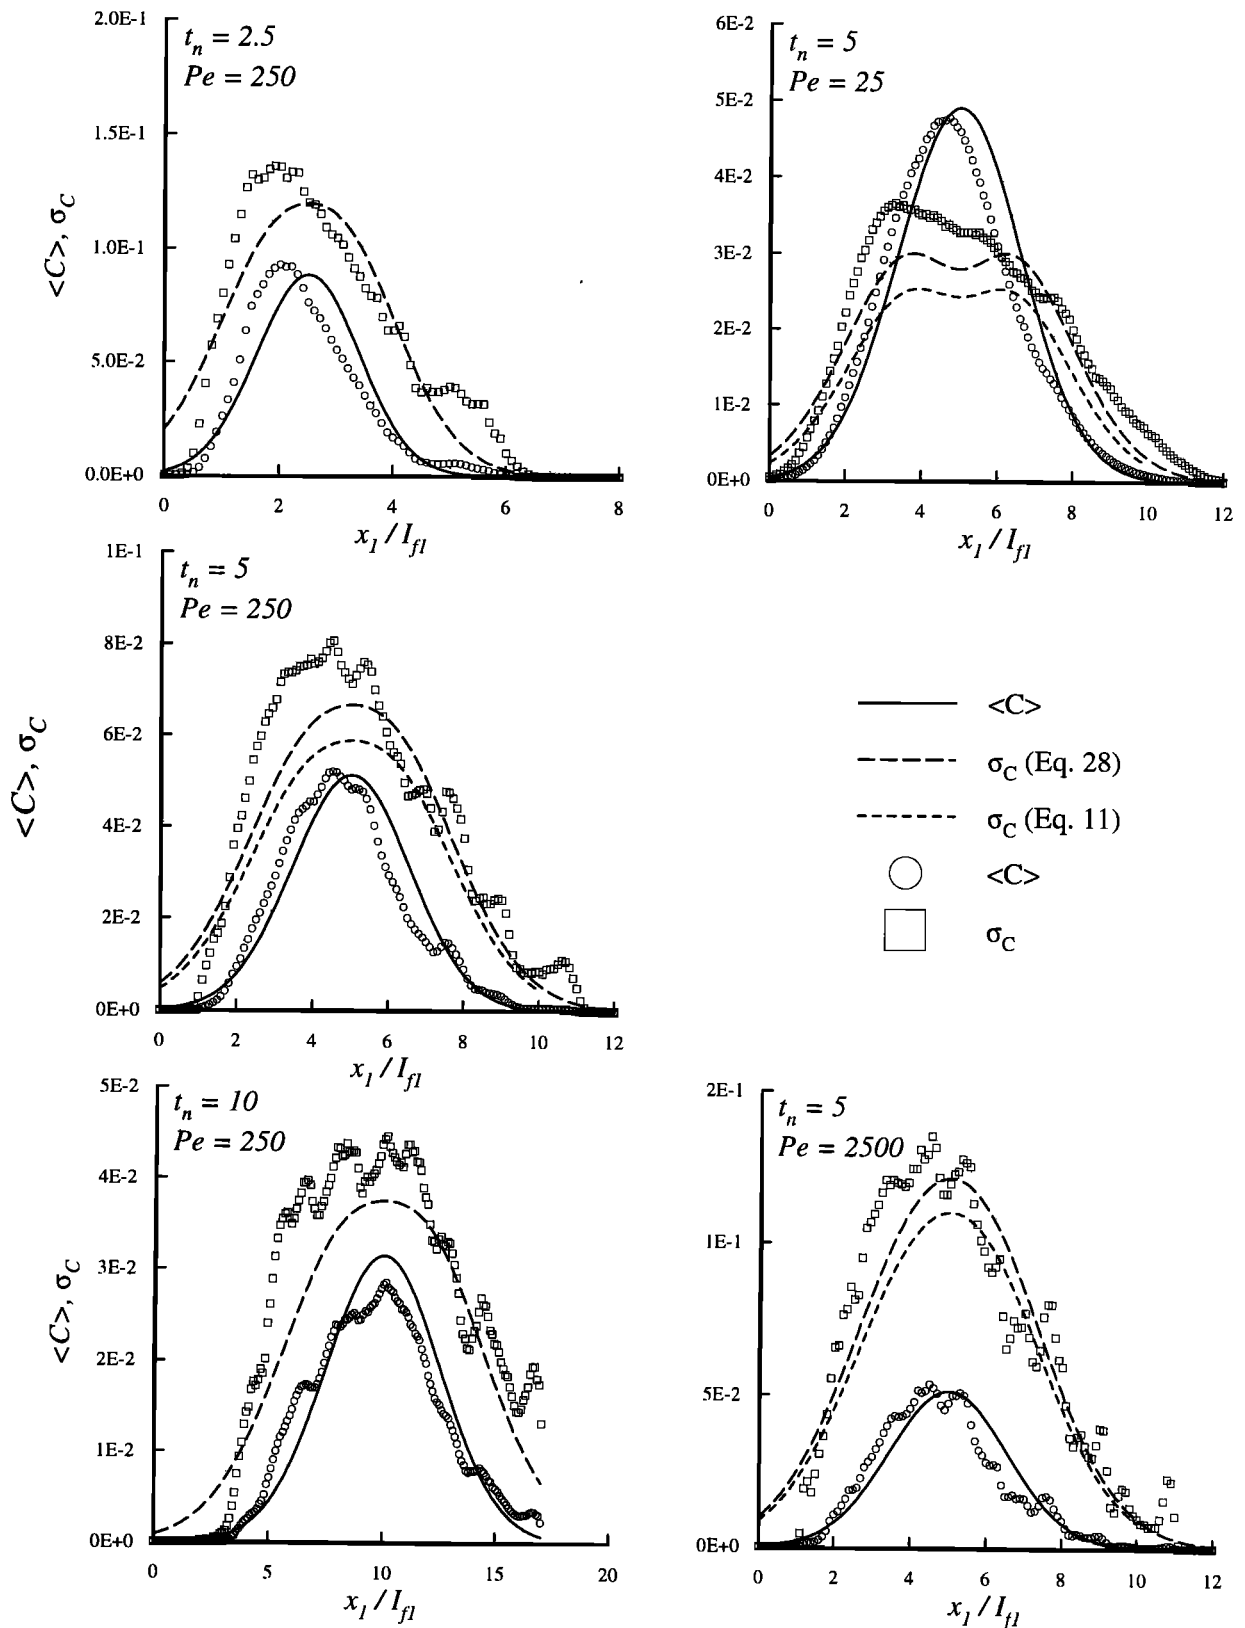 2.0E-1
1.5E-1
1.0E-1
5.0E-2
0.0E+0
t_n = 2.5
Pe = 250
<C>, σ_C
0 2 4 6 8
x_1 / I_f1
6E-2
5E-2
4E-2
3E-2
2E-2
1E-2
0E+0
t_n = 5
Pe = 25
0 2 4 6 8 10 12
x_1 / I_f1
1E-1
8E-2
6E-2
4E-2
2E-2
0E+0
t_n = 5
Pe = 250
<C>, σ_C
0 2 4 6 8 10 12
x_1 / I_f1
<C>
σ_C (Eq. 28)
σ_C (Eq. 11)
<C>
σ_C
5E-2
4E-2
3E-2
2E-2
1E-2
0E+0
t_n = 10
Pe = 250
<C>, σ_C
0 5 10 15 20
x_1 / I_f1
2E-1
1E-1
5E-2
0E+0
t_n = 5
Pe = 2500
0 2 4 6 8 10 12
x_1 / I_f1